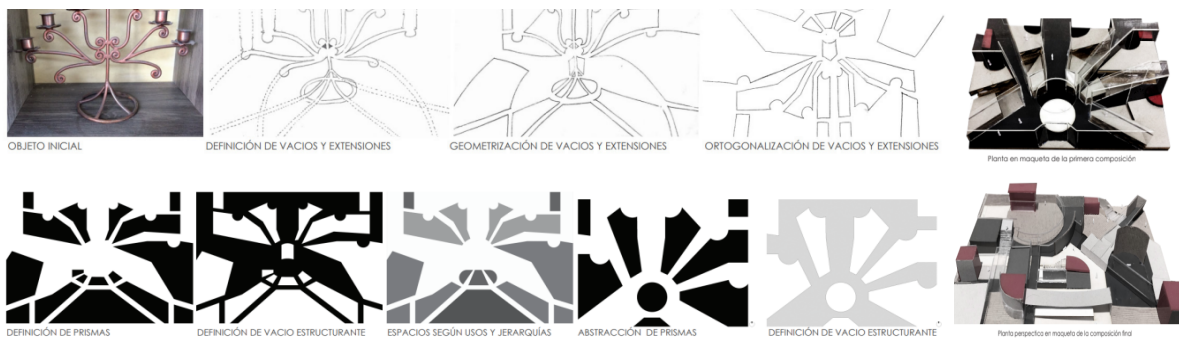 OBJETO INICIAL
DEFINICIÓN DE VACIOS Y EXTENSIONES
GEOMETRIZACIÓN DE VACIOS Y EXTENSIONES
ORTOGONALIZACIÓN DE VACIOS Y EXTENSIONES
Planta en maqueta de la primera composición
DEFINICIÓN DE PRISMAS
DEFINICIÓN DE VACIO ESTRUCTURANTE
ESPACIOS SEGÚN USOS Y JERARQUÍAS
ABSTRACCIÓN DE PRISMAS
DEFINICIÓN DE VACIO ESTRUCTURANTE
Planta perspectica en maqueta de la composición final